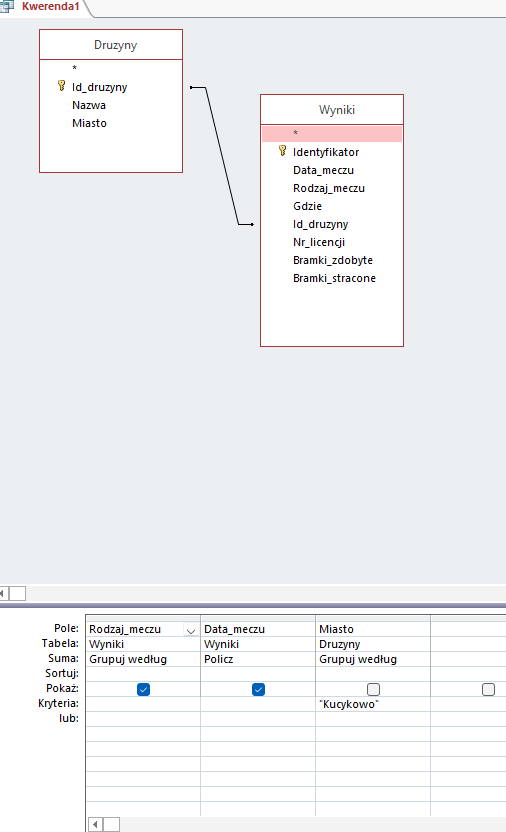 Kwerenda1
Druzyny
*
Id_druzyny
Nazwa
Miasto
Wyniki
*
Identyfikator
Data_meczu
Rodzaj_meczu
Gdzie
Id_druzyny
Nr_licencji
Bramki_zdobyte
Bramki_stracone
Pole: Rodzaj_meczu Data_meczu Miasto
Tabela: Wyniki Wyniki Druzyny
Suma: Grupuj według Policz Grupuj według
Sortuj:
Pokaż:
Kryteria: "Kucykowo"
lub: